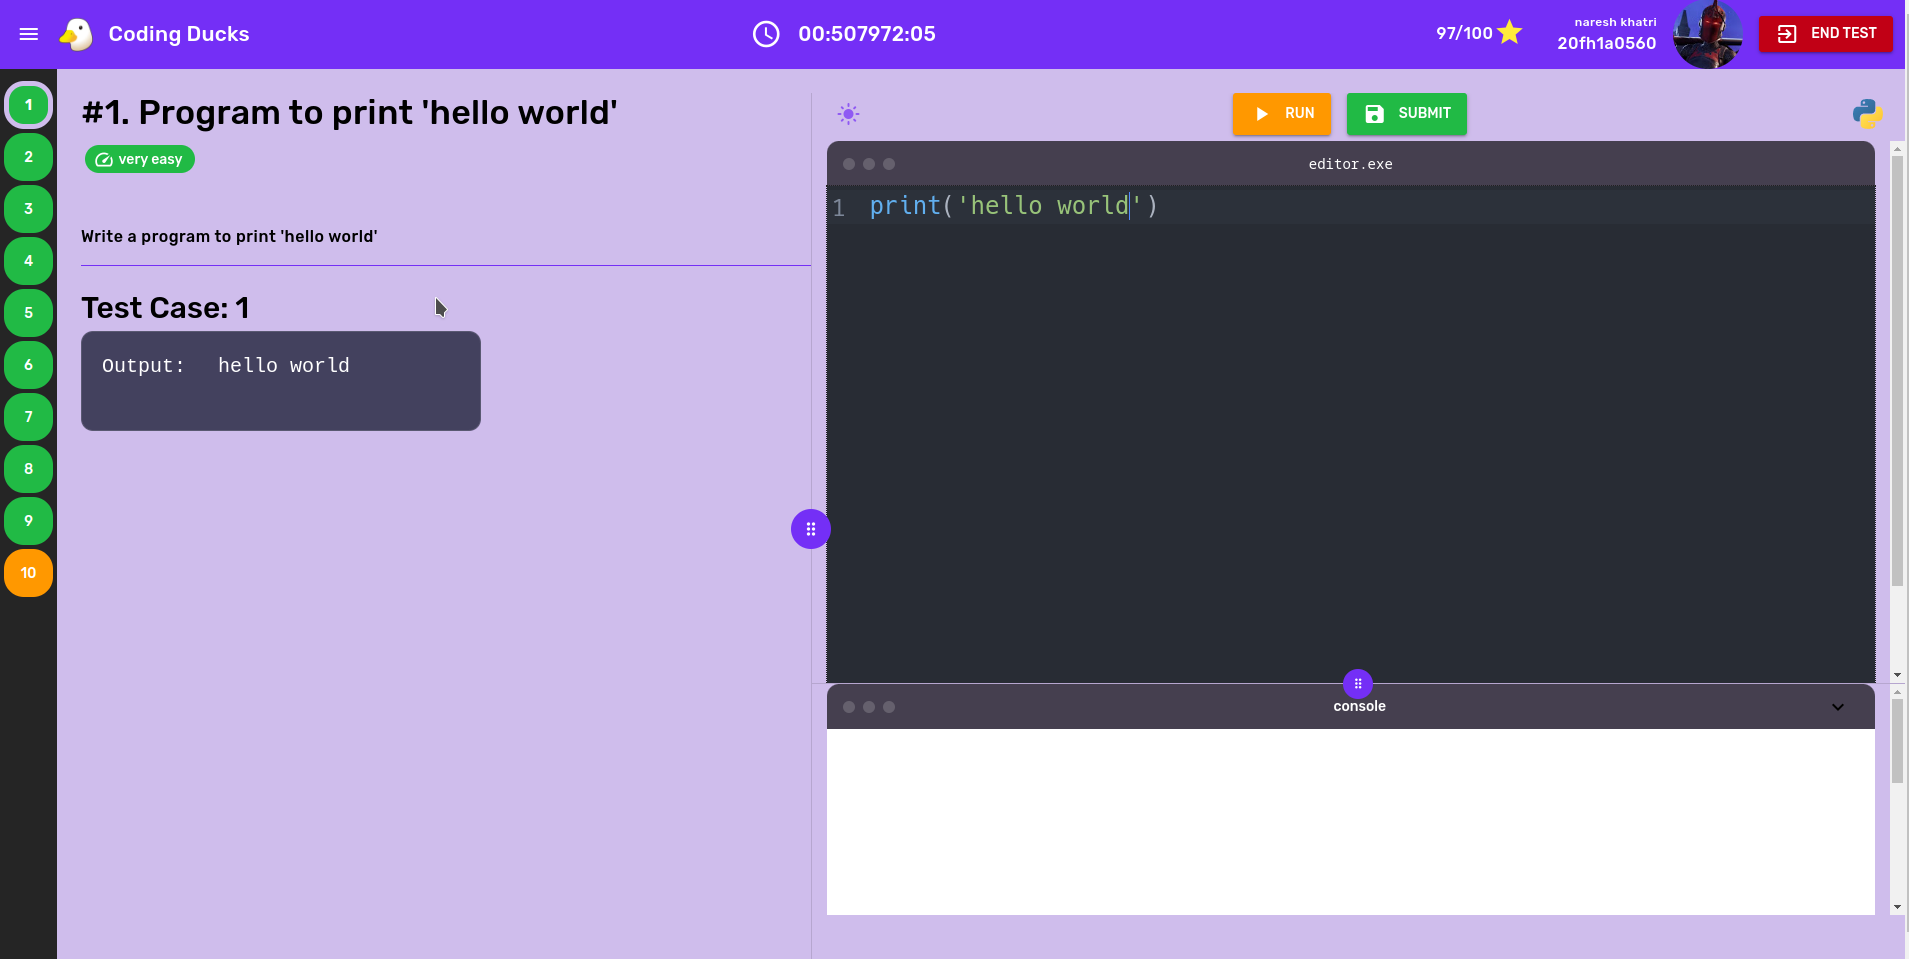 Coding Ducks
00:507972:05
97/100
naresh khatri
20fh1a0560
END TEST
1
2
3
4
5
6
7
8
9
10
#1. Program to print 'hello world'
very easy
Write a program to print 'hello world'
Test Case: 1
Output: hello world
RUN
SUBMIT
editor.exe
1 print('hello world')
console